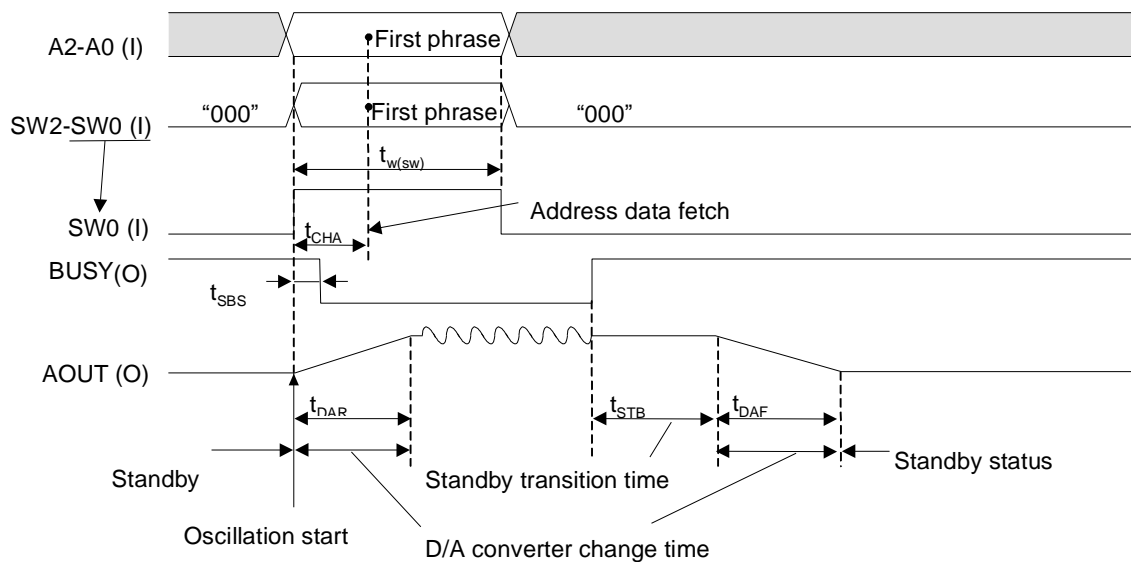 A2-A0 (I)
First phrase
SW2-SW0 (I)
“000”
First phrase
“000”
tw(sw)
SW0 (I)
tCHA
Address data fetch
BUSY(O)
tSBS
AOUT (O)
tDAR
tSTB
tDAF
Standby
Standby transition time
Standby status
Oscillation start
D/A converter change time